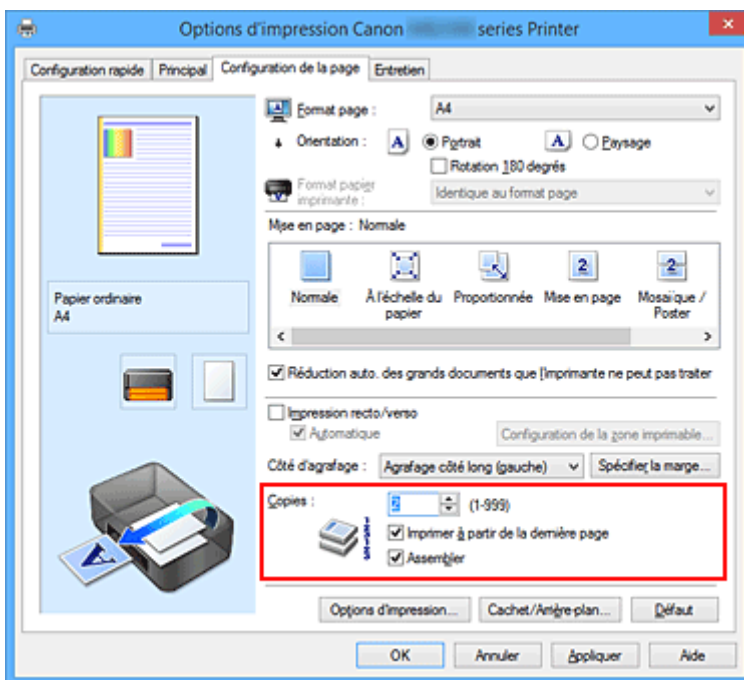 Options d'impression Canon series Printer
Configuration rapide Principal Configuration de la page Entretien
Format page : A4
Orientation : A Portrait A Paysage
Rotation 180 degrés
Format papier imprimante : Identique au format page
Mise en page : Normale
2 2
Normale À l'échelle du papier Proportionnée Mise en page Mosaïque / Poster
Papier ordinaire
A4
Réduction auto. des grands documents que l'imprimante ne peut pas traiter
Impression recto/verso
Automatique Configuration de la zone imprimable...
Côté d'agrafage : Agrafage côté long (gauche) Spécifier la marge...
Copies : 2 (1-999)
Imprimer à partir de la dernière page
Assembler
A
Options d'impression... Cachet/Arrière-plan... Défaut
OK Annuler Appliquer Aide